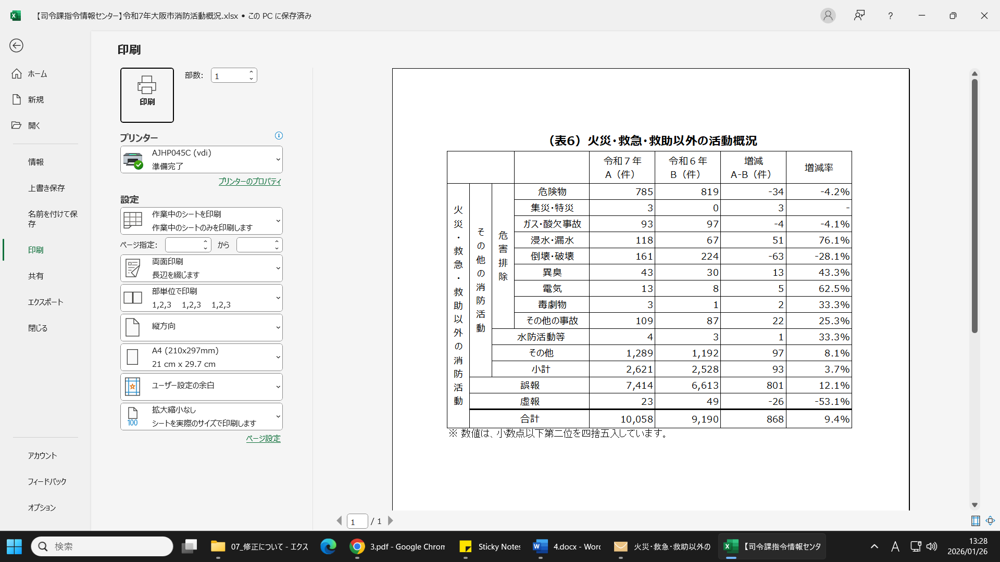 【司令課指令情報センター】令和7年大阪市消防活動概況.xlsx • この PC に保存済み
?
印刷
ホーム
新規
開く
情報
上書き保存
名前を付けて保
存
印刷
共有
エクスポート
閉じる
アカウント
フィードバック
オプション
印刷
部数: 1
プリンター
AJHP045C (vdi)
準備完了
プリンターのプロパティ
設定
作業中のシートを印刷
作業中のシートのみを印刷します
ページ指定: から
両面印刷
長辺を綴じます
部単位で印刷
1,2,3 1,2,3 1,2,3
縦方向
A4 (210x297mm)
21 cm x 29.7 cm
ユーザー設定の余白
100
拡大縮小なし
シートを実際のサイズで印刷します
ページ設定
（表6）火災・救急・救助以外の活動概況
令和７年 令和６年 増減 増減率
A（件） B（件） A-B（件）
火災・救急・救助以外の消防活動
その他の消防活動
危害排除
危険物 785 819 -34 -4.2%
集災・特災 3 0 3 -
ガス・酸欠事故 93 97 -4 -4.1%
浸水・漏水 118 67 51 76.1%
倒壊・破壊 161 224 -63 -28.1%
異臭 43 30 13 43.3%
電気 13 8 5 62.5%
毒劇物 3 1 2 33.3%
その他の事故 109 87 22 25.3%
水防活動等 4 3 1 33.3%
その他 1,289 1,192 97 8.1%
小計 2,621 2,528 93 3.7%
誤報 7,414 6,613 801 12.1%
虚報 23 49 -26 -53.1%
合計 10,058 9,190 868 9.4%
※ 数値は、小数点以下第二位を四捨五入しています。
1 / 1
検索
07_修正について - エクス
3.pdf - Google Chrom
Sticky Notes
4.docx - Word
火災・救急・救助以外の
【司令課指令情報センタ
A
13:28
2026/01/26